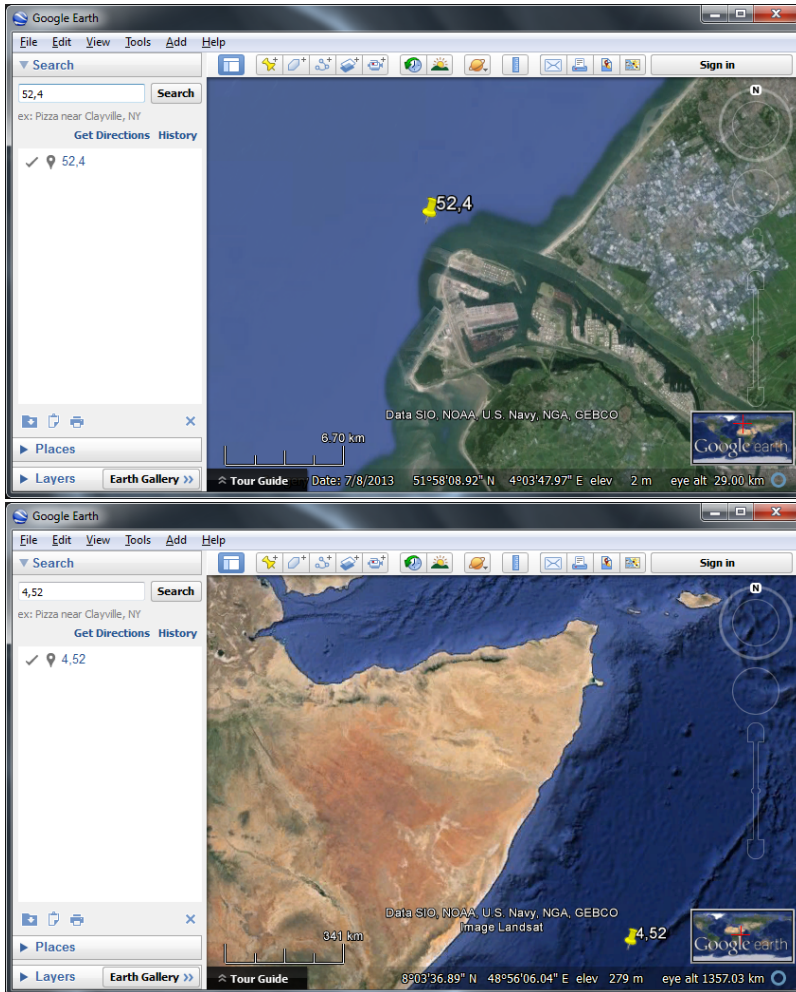 Google Earth
File Edit View Tools Add Help
Search
Sign in
N
52,4
Search
ex: Pizza near Clayville, NY
Get Directions History
52,4
52,4
Data SIO, NOAA, U.S. Navy, NGA, GEBCO
6.70 km
Google earth
Places
Layers
Earth Gallery >>
Tour Guide
Date: 7/8/2013 51°58'08.92" N 4°03'47.97" E elev 2 m eye alt 29.00 km
Google Earth
File Edit View Tools Add Help
Search
Sign in
N
4,52
Search
ex: Pizza near Clayville, NY
Get Directions History
4,52
Data SIO, NOAA, U.S. Navy, NGA, GEBCO
Image Landsat
341 km
4,52
Google earth
Places
Layers
Earth Gallery >>
Tour Guide
8°03'36.89" N 48°56'06.04" E elev 279 m eye alt 1357.03 km